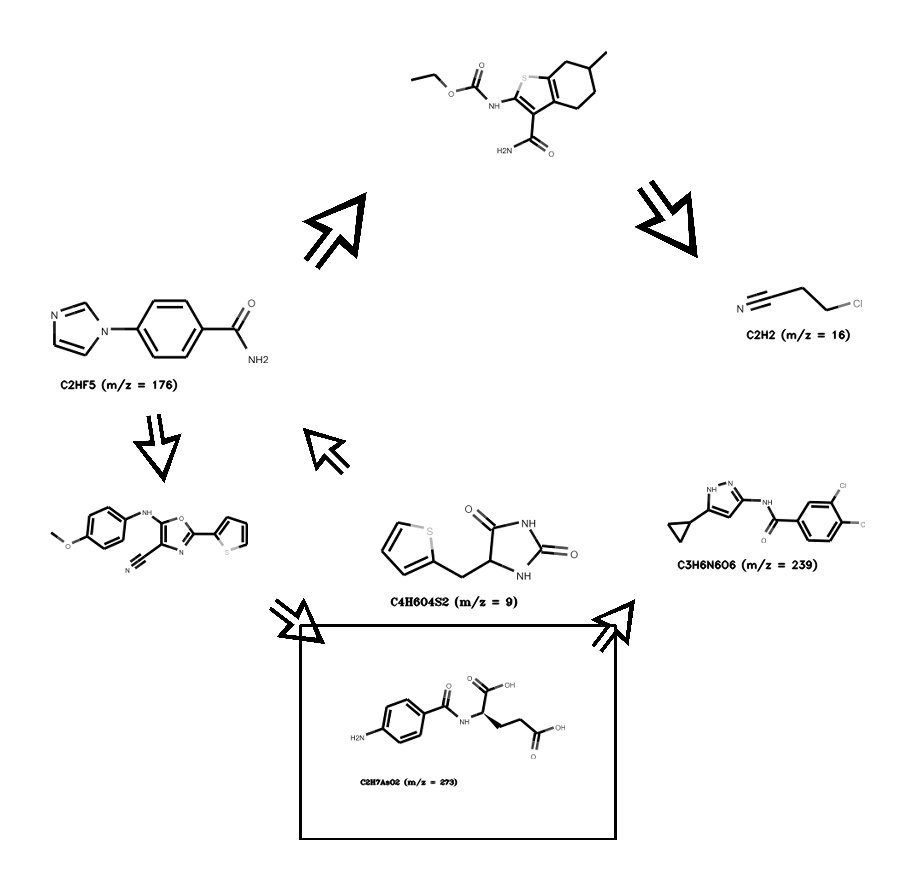 O
S
O
NH
H2N
O
N
Cl
C2H2 (m/z = 16)
N
N
O
NH2
C2HF5 (m/z = 176)
NH
O
O
N
S
N
S
O
NH
O
NH
C4H6O4S2 (m/z = 9)
NH
N
NH
O
Cl
C
C3H6N6O6 (m/z = 239)
O
O
OH
NH
H2N
OH
O
C2H7AsO2 (m/z = 273)